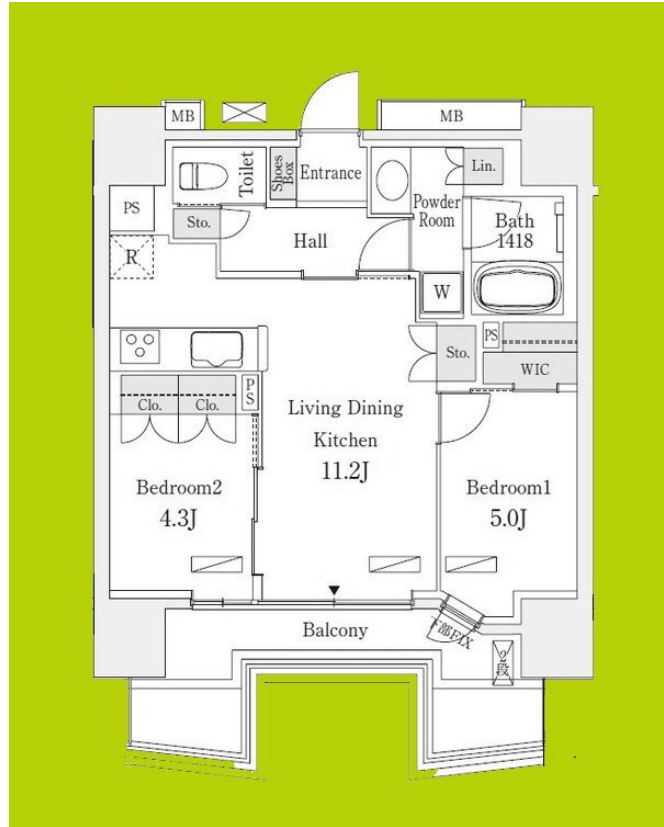 MB
MB
Toilet
Shoes
Box
Entrance
Lin.
PS
Sto.
Powder
Room
Bath
1418
Hall
R
W
PS
Sto.
WIC
Clo.
Clo.
PS
Living Dining
Kitchen
11.2J
Bedroom2
4.3J
Bedroom1
5.0J
Balcony
下部FIX